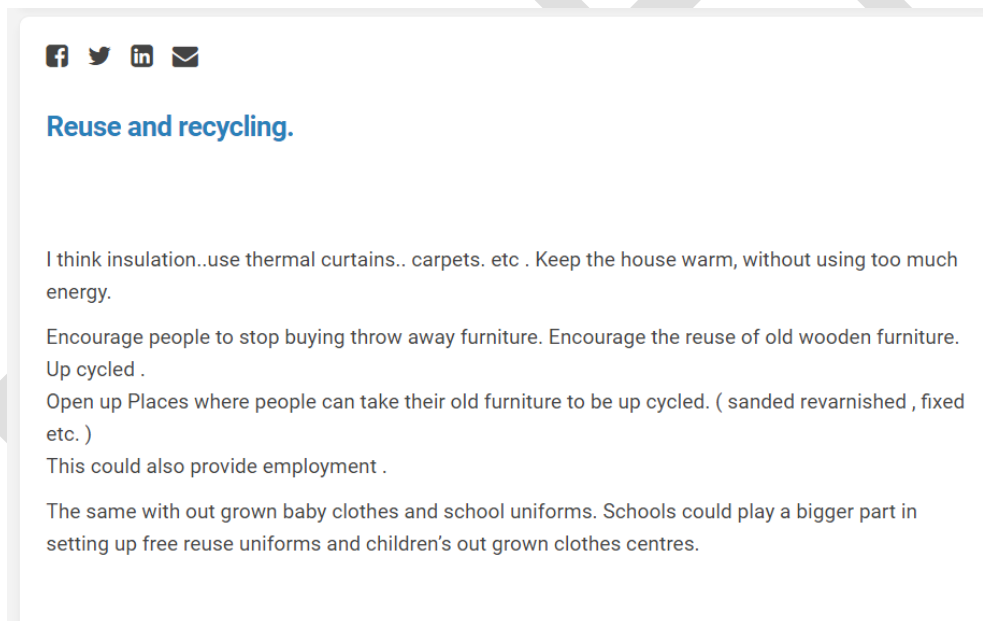 Reuse and recycling.
I think insulation..use thermal curtains.. carpets. etc . Keep the house warm, without using too much
energy.
Encourage people to stop buying throw away furniture. Encourage the reuse of old wooden furniture.
Up cycled .
Open up Places where people can take their old furniture to be up cycled. ( sanded revarnished , fixed
etc. )
This could also provide employment .
The same with out grown baby clothes and school uniforms. Schools could play a bigger part in
setting up free reuse uniforms and children’s out grown clothes centres.